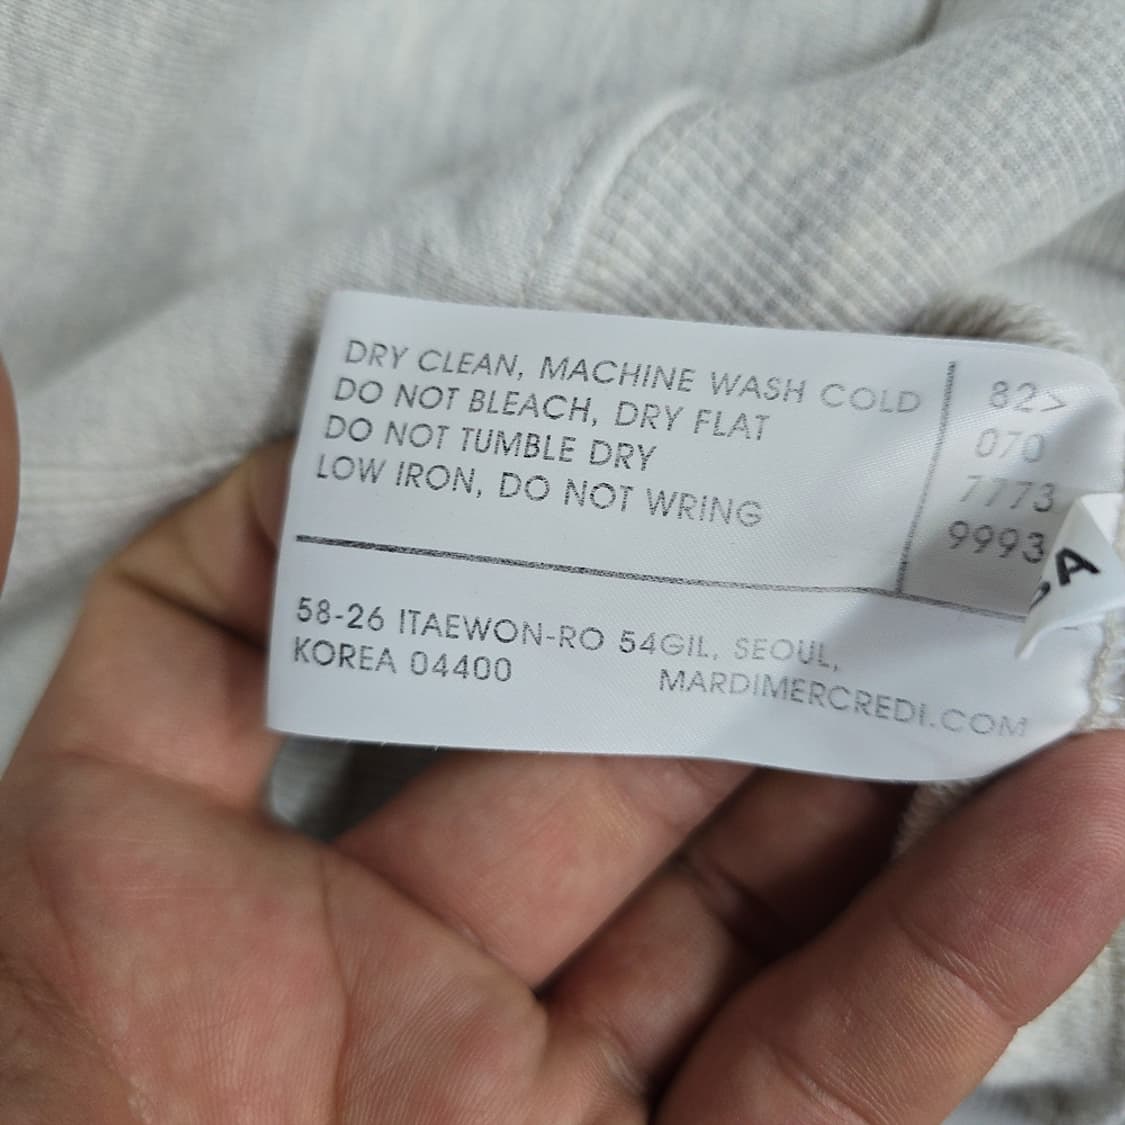 DRY CLEAN, MACHINE WASH COLD
DO NOT BLEACH, DRY FLAT
DO NOT TUMBLE DRY
LOW IRON, DO NOT WRING
82>
070
7773
9993
58-26 ITAEWON-RO 54GIL, SEOUL,
KOREA 04400
MARDIMERCREDI.COM